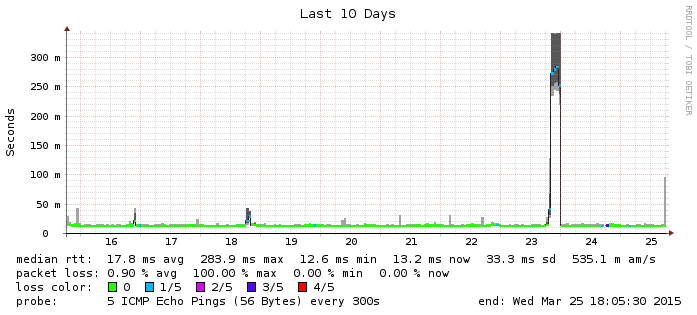 Last 10 Days
RRDTOOL / TOBI OETIKER
Seconds
300 m
250 m
200 m
150 m
100 m
50 m
0
16 17 18 19 20 21 22 23 24 25
median rtt: 17.8 ms avg 283.9 ms max 12.6 ms min 13.2 ms now 33.3 ms sd 535.1 m am/s
packet loss: 0.90 % avg 100.00 % max 0.00 % min 0.00 % now
loss color: 0 1/5 2/5 3/5 4/5
probe: 5 ICMP Echo Pings (56 Bytes) every 300s end: Wed Mar 25 18:05:30 2015